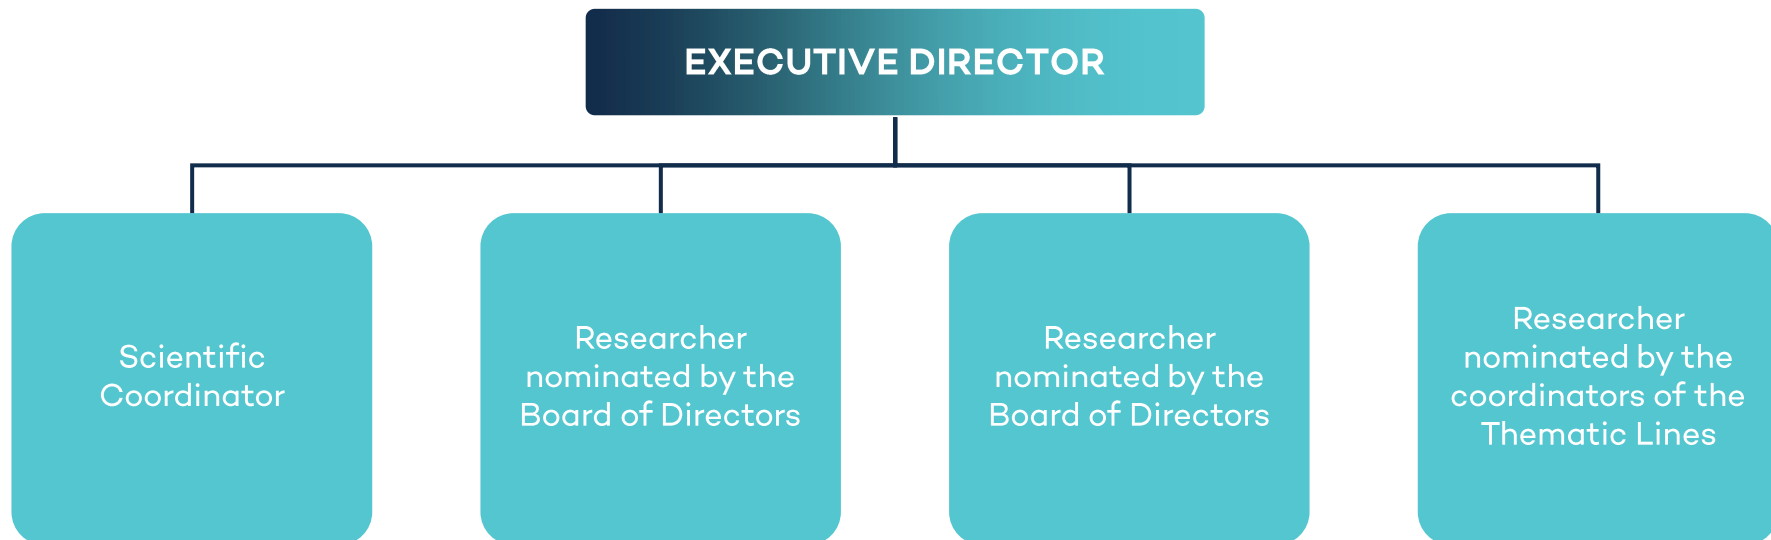 EXECUTIVE DIRECTOR
Scientific
Coordinator
Researcher
nominated by the
Board of Directors
Researcher
nominated by the
Board of Directors
Researcher
nominated by the
coordinators of the
Thematic Lines